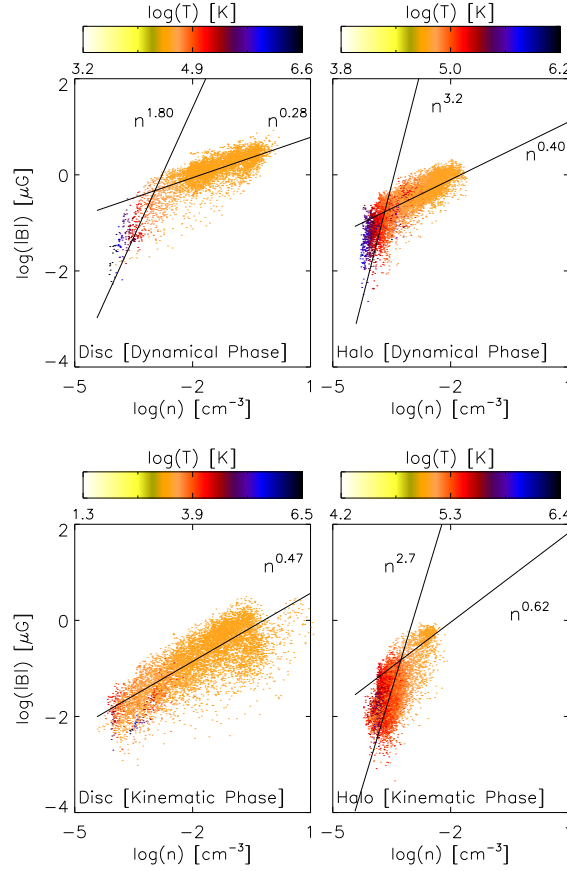 log(T) [K]
log(T) [K]
3.2 4.9 6.6
3.8 5.0 6.2
2
0
−2
−4
log(|B|) [μG]
n^1.80
n^0.28
n^3.2
n^0.40
Disc [Dynamical Phase]
Halo [Dynamical Phase]
−5 −2 1
−2 1
log(n) [cm^−3]
log(n) [cm^−3]
log(T) [K]
log(T) [K]
1.3 3.9 6.5
4.2 5.3 6.4
2
0
−2
−4
log(|B|) [μG]
n^0.47
n^2.7
n^0.62
Disc [Kinematic Phase]
Halo [Kinematic Phase]
−5 −2 1
−2 1
log(n) [cm^−3]
log(n) [cm^−3]